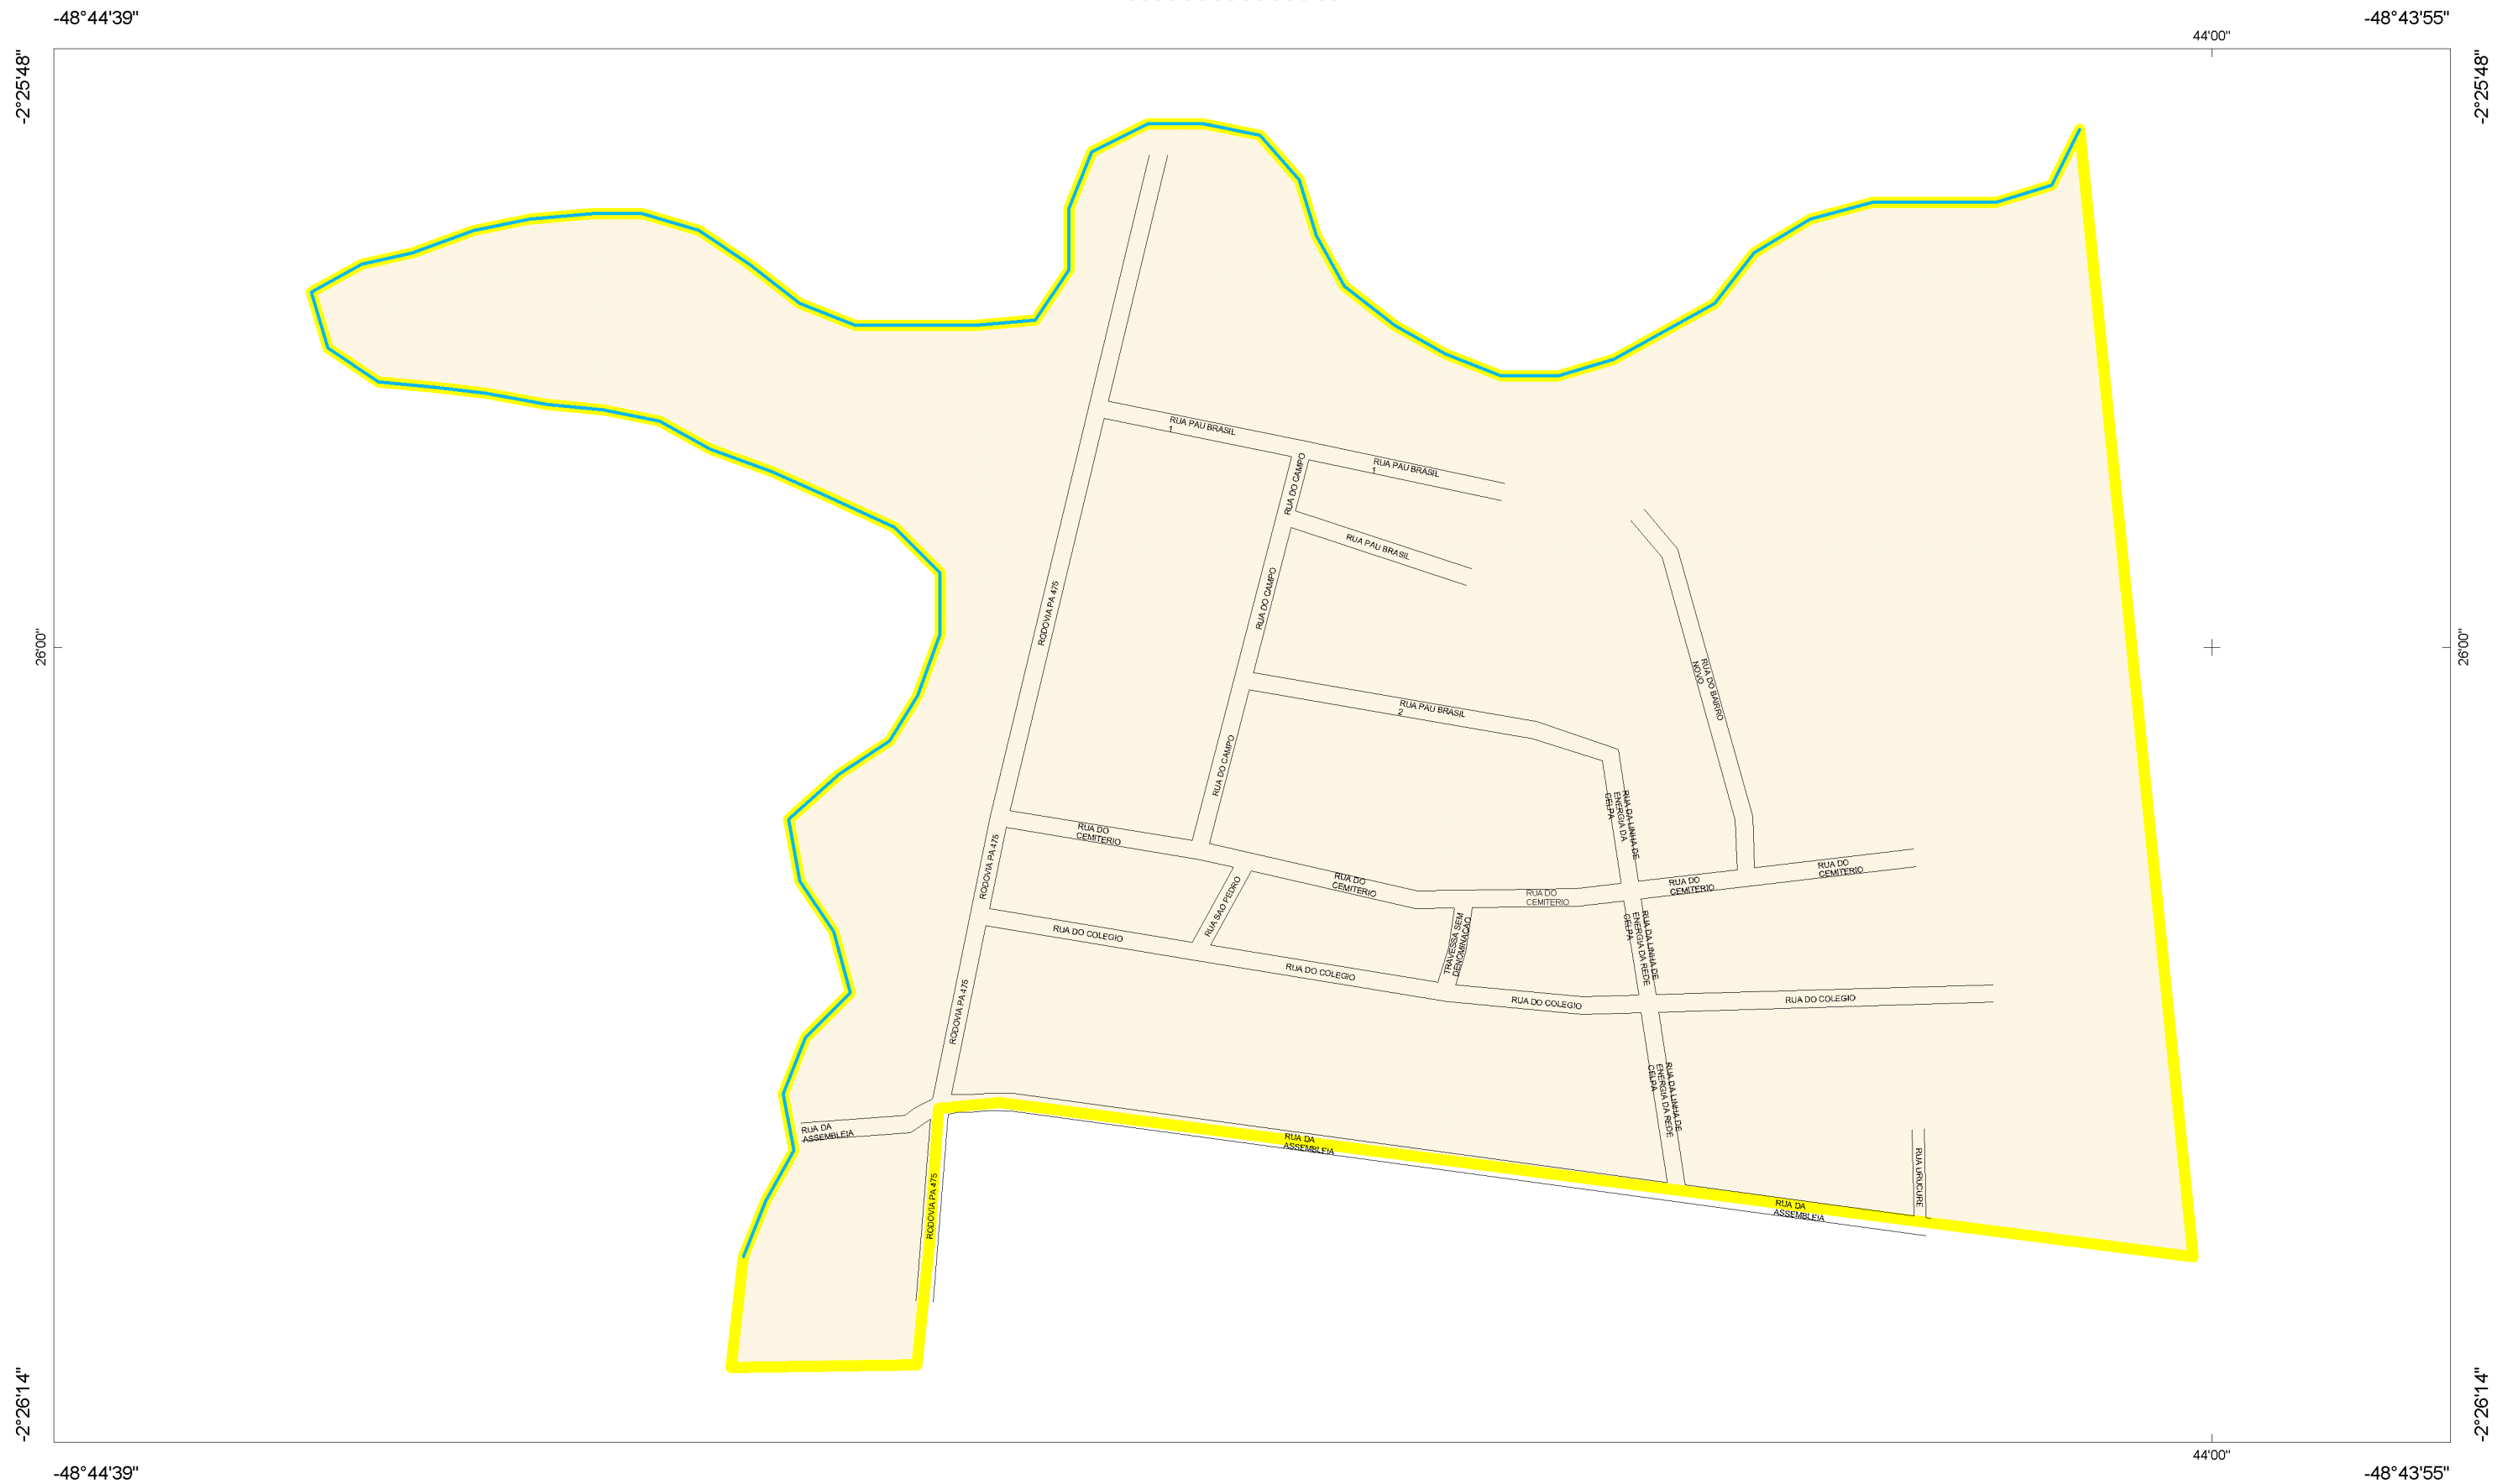 -48°44'39"
-48°43'55"
44'00"
-2°25'48"
-2°25'48"
RUA PAU BRASIL
1
RUA PAU BRASIL
1
RUA DO CAMPO
RUA PAU BRASIL
RODOVIA PA 475
RUA DO CAMPO
26'00"
26'00"
RUA DO BAIRRO
NOVO
RUA PAU BRASIL
2
RUA DO CAMPO
RUA DA LINHA DE
ENERGIA DA
CELPA
RUA DO
CEMITERIO
RODOVIA PA 475
RUA SAO PEDRO
RUA DO
CEMITERIO
RUA DO
CEMITERIO
RUA DO
CEMITERIO
RUA DO
CEMITERIO
RUA DO COLEGIO
TRAVESSA SEM
DENOMINACAO
RUA DA LINHA DE
ENERGIA DA REDE
CELPA
RUA DO COLEGIO
RUA DO COLEGIO
RUA DO COLEGIO
RODOVIA PA 475
RUA DA LINHA DE
ENERGIA DA REDE
CELPA
RUA DA
ASSEMBLEIA
RUA DA
ASSEMBLEIA
RODOVIA PA 475
RUA URUCURE
RUA DA
ASSEMBLEIA
-2°26'14"
-2°26'14"
44'00"
-48°44'39"
-48°43'55"